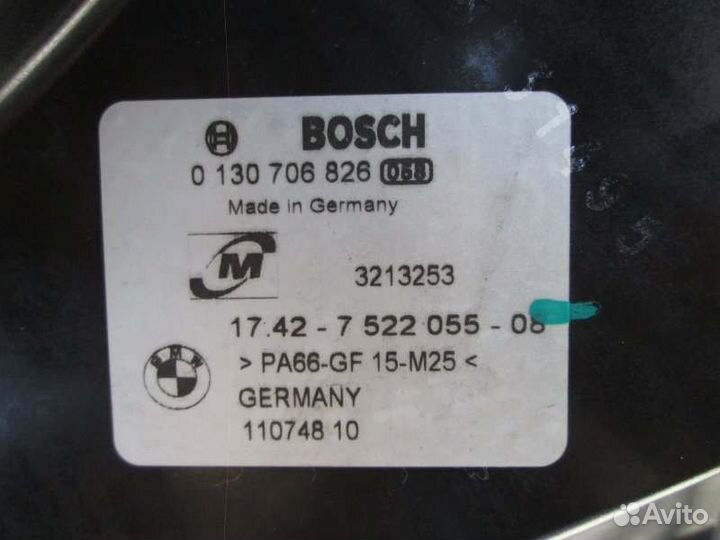 BOSCH
0 130 706 826 058
Made in Germany
M
3213253
17.42 - 7 522 055 - 08
BMW
> PA66-GF 15-M25 <
GERMANY
110748 10
Avito